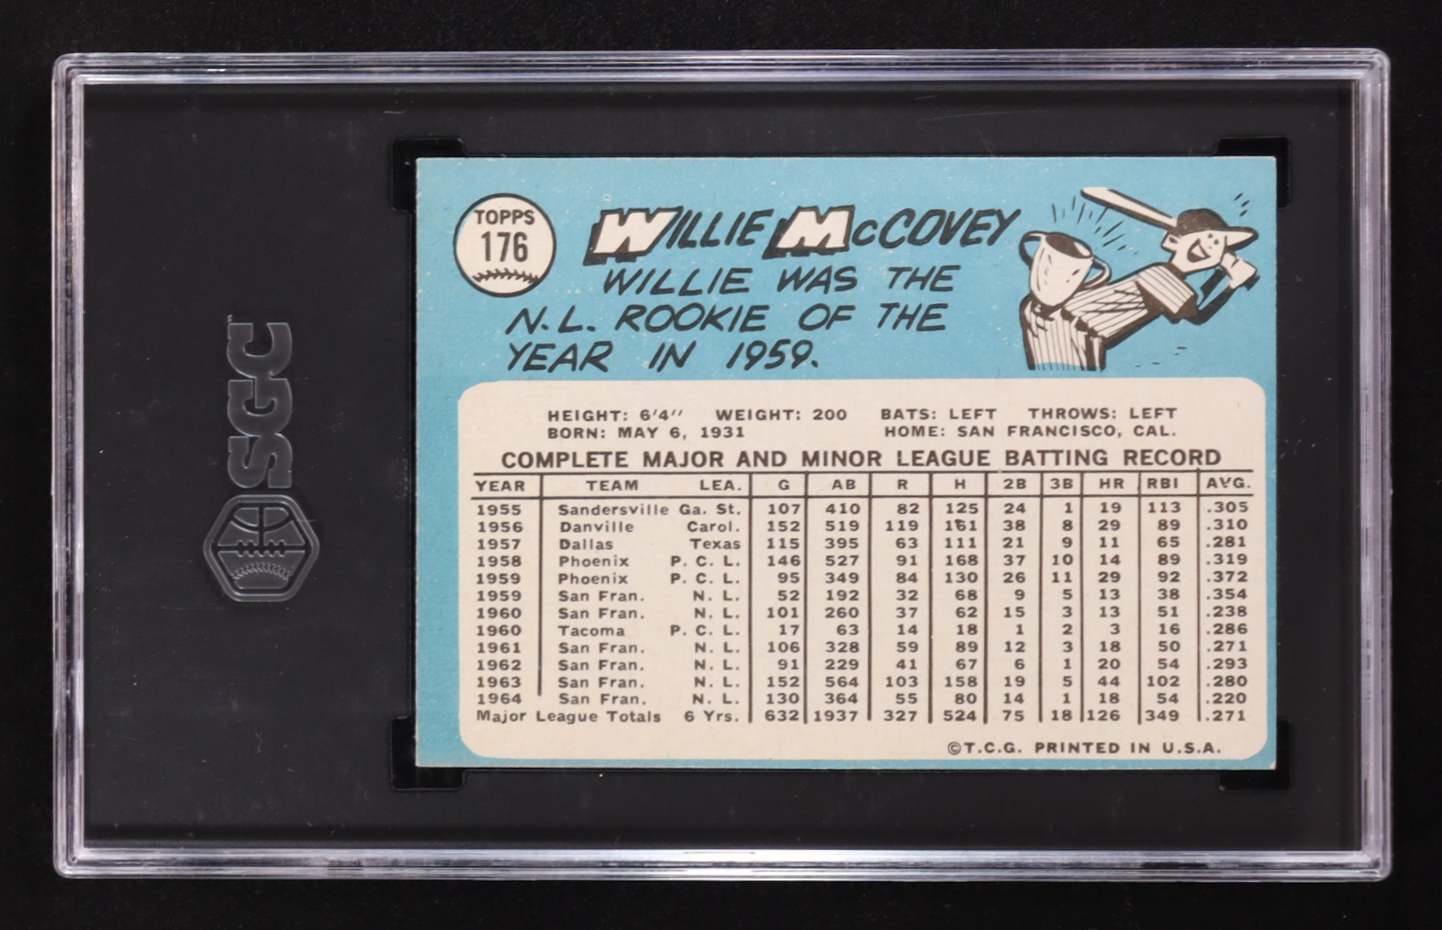 SGC
TOPPS
176
WILLIE McCOVEY
WILLIE WAS THE
N.L. ROOKIE OF THE
YEAR IN 1959.
HEIGHT: 6'4" WEIGHT: 200 BATS: LEFT THROWS: LEFT
BORN: MAY 6, 1931 HOME: SAN FRANCISCO, CAL.
COMPLETE MAJOR AND MINOR LEAGUE BATTING RECORD
YEAR TEAM LEA. G AB R H 2B 3B HR RBI AVG.
1955 Sandersville Ga. St. 107 410 82 125 24 1 19 113 .305
1956 Danville Carol. 152 519 119 161 38 8 29 89 .310
1957 Dallas Texas 115 395 63 111 21 9 11 65 .281
1958 Phoenix P. C. L. 146 527 91 168 37 10 14 89 .319
1959 Phoenix P. C. L. 95 349 84 130 26 11 29 92 .372
1959 San Fran. N. L. 52 192 32 68 9 5 13 38 .354
1960 San Fran. N. L. 101 260 37 62 15 3 13 51 .238
1960 Tacoma P. C. L. 17 63 14 18 1 2 3 16 .286
1961 San Fran. N. L. 106 328 59 89 12 3 18 50 .271
1962 San Fran. N. L. 91 229 41 67 6 1 20 54 .293
1963 San Fran. N. L. 152 564 103 158 19 5 44 102 .280
1964 San Fran. N. L. 130 364 55 80 14 1 18 54 .220
Major League Totals 6 Yrs. 632 1937 327 524 75 18 126 349 .271
©T.C.G. PRINTED IN U.S.A.